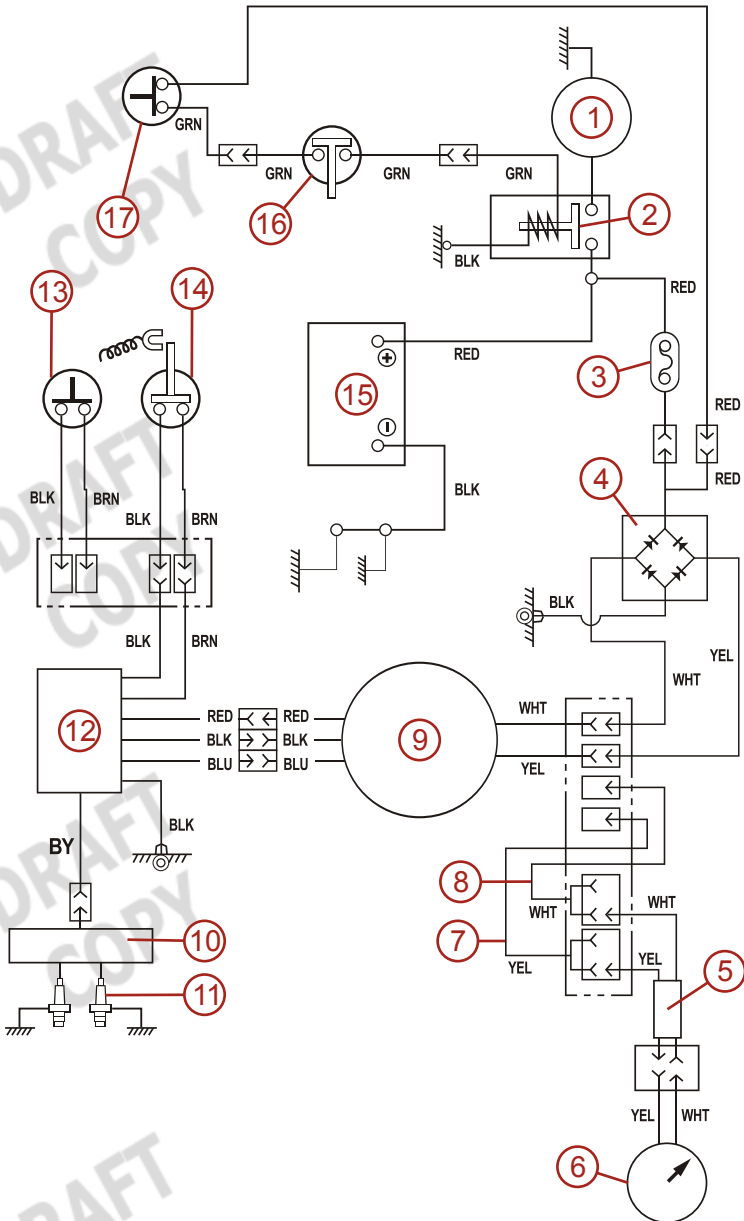 DRAFT
COPY
1
GRN
GRN
GRN
GRN
17
16
2
BLK
RED
13
14
15
RED
3
RED
RED
BLK
BRN
BLK
BRN
BLK
4
BLK
BLK
BRN
YEL
WHT
DRAFT
COPY
12
RED
RED
BLK
BLK
BLU
BLU
9
WHT
YEL
BLK
BY
8
WHT
WHT
7
YEL
YEL
DRAFT
COPY
10
11
5
YEL
WHT
6
DRAFT